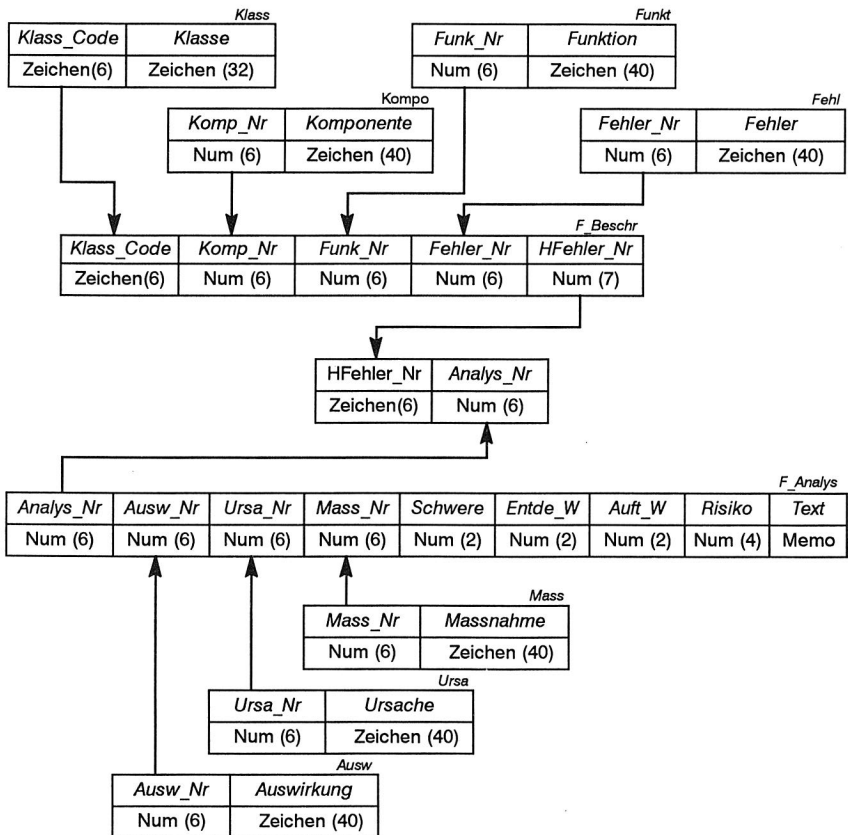 Klass
Klass_Code Klasse
Zeichen(6) Zeichen (32)
Funkt
Funk_Nr Funktion
Num (6) Zeichen (40)
Kompo
Komp_Nr Komponente
Num (6) Zeichen (40)
Fehl
Fehler_Nr Fehler
Num (6) Zeichen (40)
F_Beschr
Klass_Code Komp_Nr Funk_Nr Fehler_Nr HFehler_Nr
Zeichen(6) Num (6) Num (6) Num (6) Num (7)
HFehler_Nr Analys_Nr
Zeichen(6) Num (6)
F_Analys
Analys_Nr Ausw_Nr Ursa_Nr Mass_Nr Schwere Entde_W Auft_W Risiko Text
Num (6) Num (6) Num (6) Num (6) Num (2) Num (2) Num (2) Num (4) Memo
Mass
Mass_Nr Massnahme
Num (6) Zeichen (40)
Ursa
Ursa_Nr Ursache
Num (6) Zeichen (40)
Ausw
Ausw_Nr Auswirkung
Num (6) Zeichen (40)